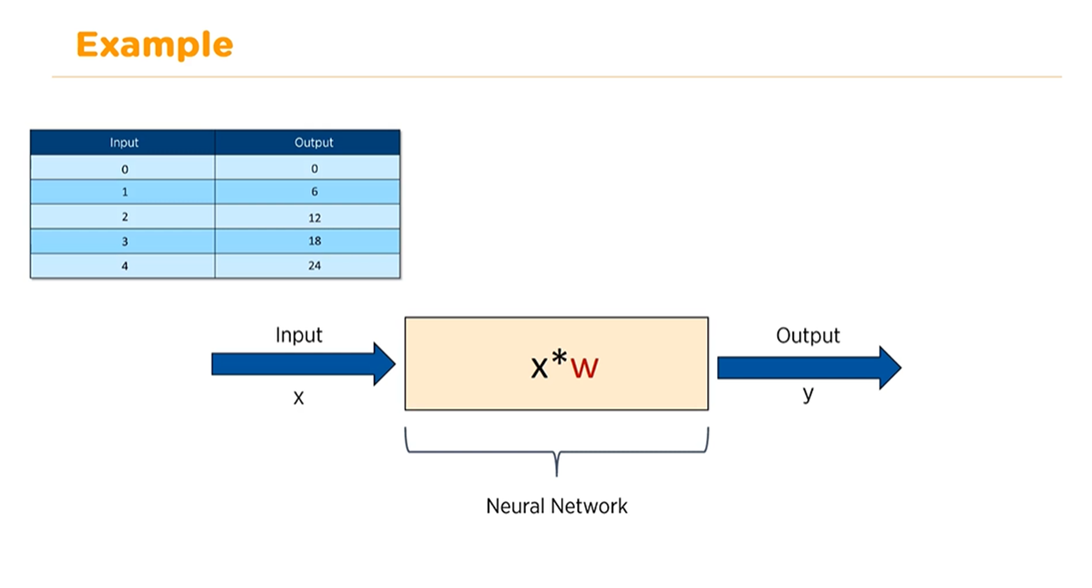 Example
Input Output
0 0
1 6
2 12
3 18
4 24
Input
x
x*w
Output
y
Neural Network